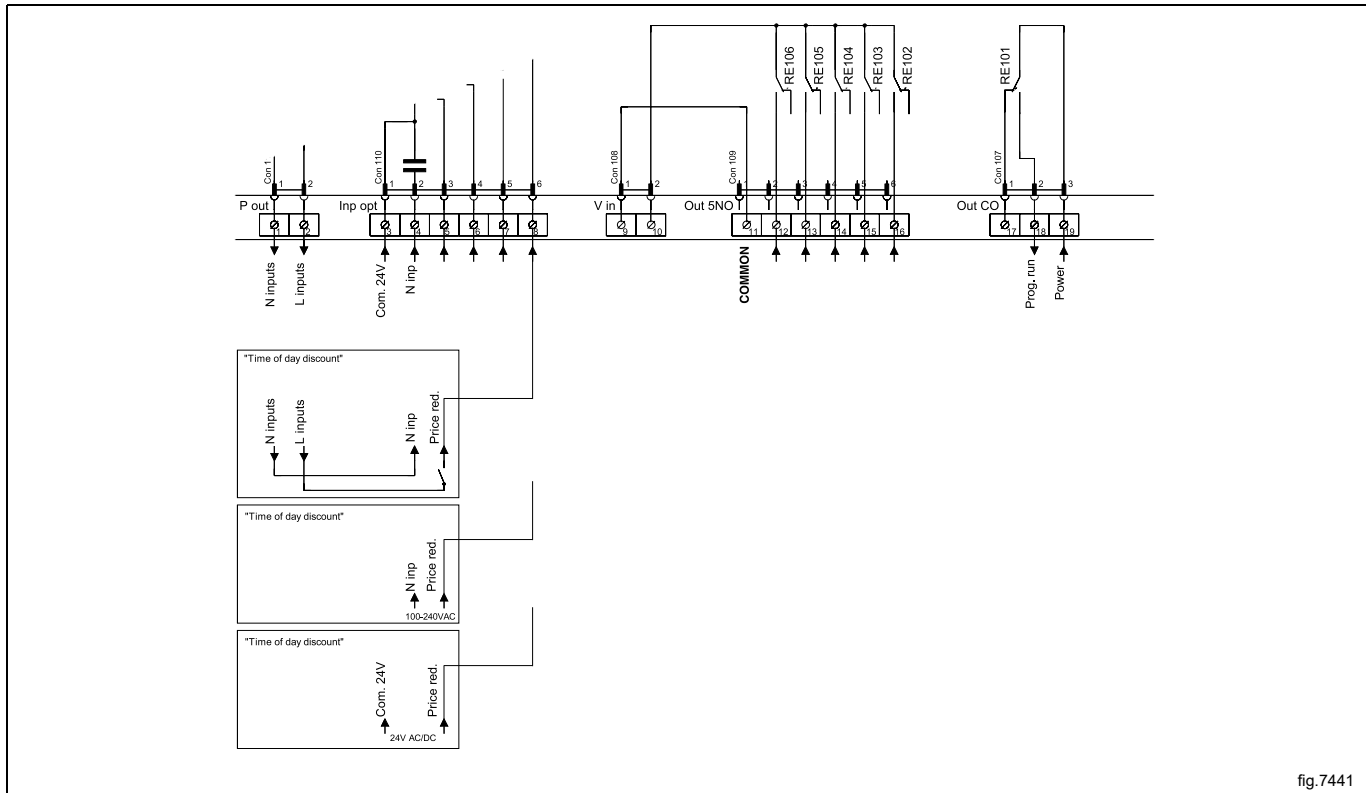 RE106
RE105
RE104
RE103
RE102
RE101
Con 1
1
2
Con 110
1
2
3
4
5
6
Con 108
1
2
Con 109
1
2
3
4
5
6
Con 107
1
2
3
P out
Inp opt
V in
Out 5NO
Out CO
1
2
3
4
5
6
7
8
9
10
11
12
13
14
15
16
17
18
19
N inputs
L inputs
Com. 24V
N inp
COMMON
Prog. run
Power
"Time of day discount"
N inputs
L inputs
N inp
Price red.
"Time of day discount"
N inp
Price red.
100-240VAC
"Time of day discount"
Com. 24V
Price red.
24V AC/DC
fig.7441